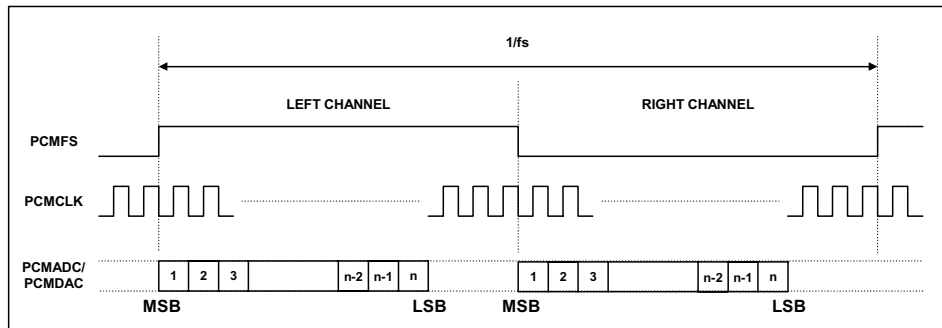 1/fs
LEFT CHANNEL RIGHT CHANNEL
PCMFS
PCMCLK
PCMADC/
PCMDAC
1 2 3 n-2 n-1 n 1 2 3 n-2 n-1 n
MSB LSB MSB LSB